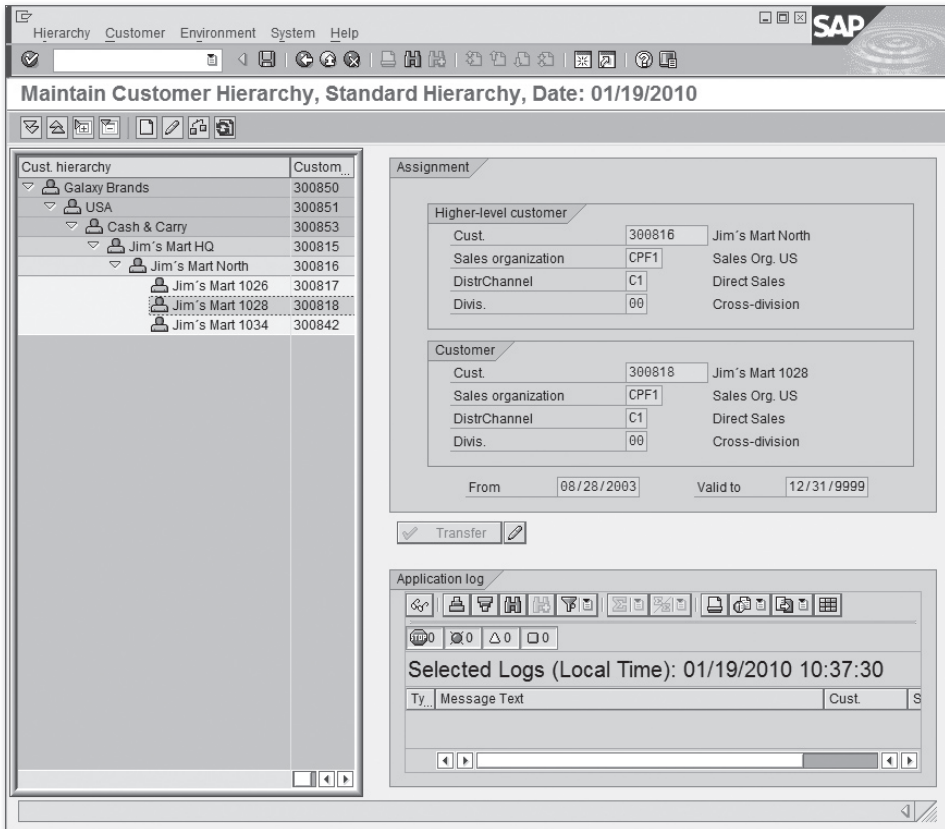 Hierarchy Customer Environment System Help
SAP
Maintain Customer Hierarchy, Standard Hierarchy, Date: 01/19/2010
Cust. hierarchy Custom...
Galaxy Brands 300850
USA 300851
Cash & Carry 300853
Jim´s Mart HQ 300815
Jim´s Mart North 300816
Jim´s Mart 1026 300817
Jim´s Mart 1028 300818
Jim´s Mart 1034 300842
Assignment
Higher-level customer
Cust. 300816 Jim´s Mart North
Sales organization CPF1 Sales Org. US
DistrChannel C1 Direct Sales
Divis. 00 Cross-division
Customer
Cust. 300818 Jim´s Mart 1028
Sales organization CPF1 Sales Org. US
DistrChannel C1 Direct Sales
Divis. 00 Cross-division
From 08/28/2003 Valid to 12/31/9999
Transfer
Application log
STOP 0 0 0 0
Selected Logs (Local Time): 01/19/2010 10:37:30
Ty... Message Text Cust. S